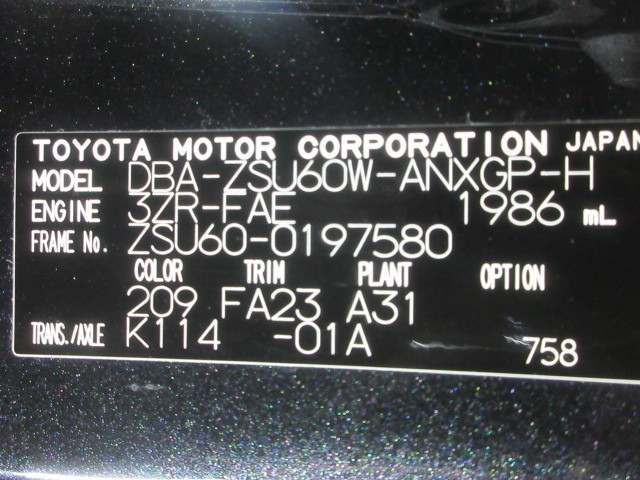 TOYOTA MOTOR CORPORATION JAPAN
MODEL DBA-ZSU60W-ANXGP-H
ENGINE 3ZR-FAE 1986 mL
FRAME No. ZSU60-0197580
COLOR TRIM PLANT OPTION
209 FA23 A31
TRANS./AXLE K114 -01A 758